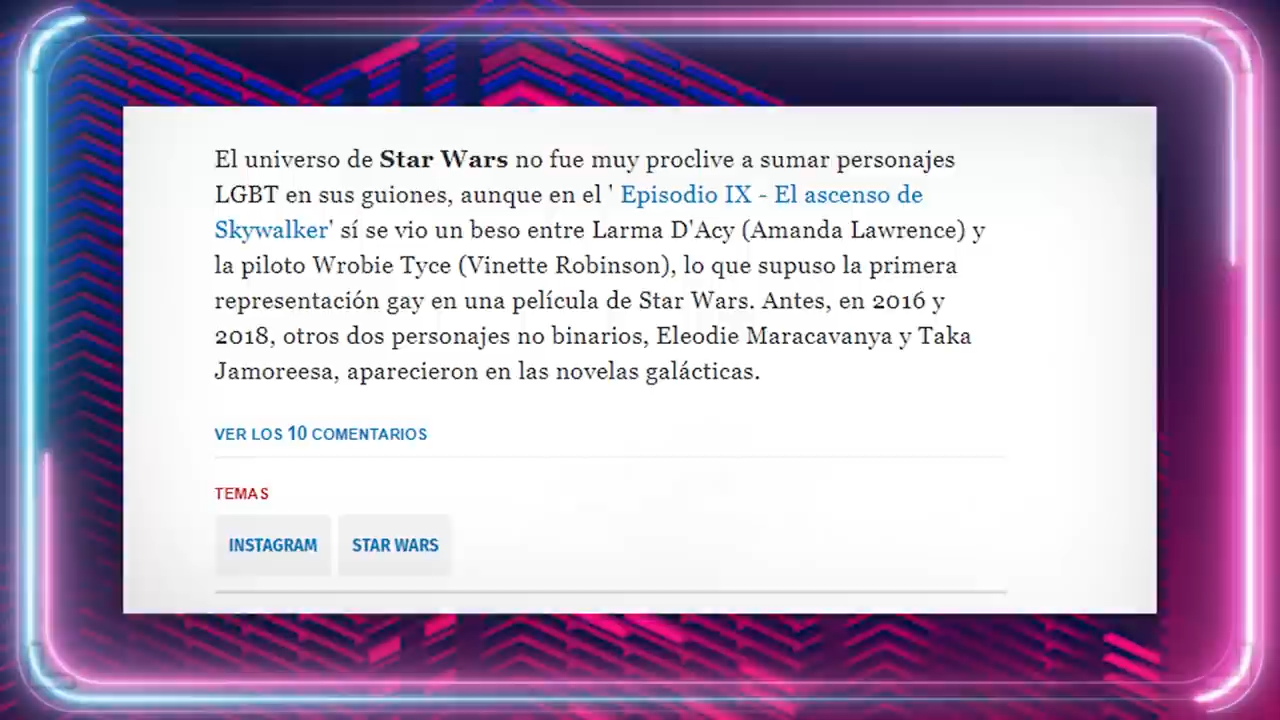 El universo de Star Wars no fue muy proclive a sumar personajes
LGBT en sus guiones, aunque en el ' Episodio IX - El ascenso de
Skywalker' sí se vio un beso entre Larma D'Acy (Amanda Lawrence) y
la piloto Wrobie Tyce (Vinette Robinson), lo que supuso la primera
representación gay en una película de Star Wars. Antes, en 2016 y
2018, otros dos personajes no binarios, Eleodie Maracavanya y Taka
Jamoreesa, aparecieron en las novelas galácticas.
VER LOS 10 COMENTARIOS
TEMAS
INSTAGRAM STAR WARS